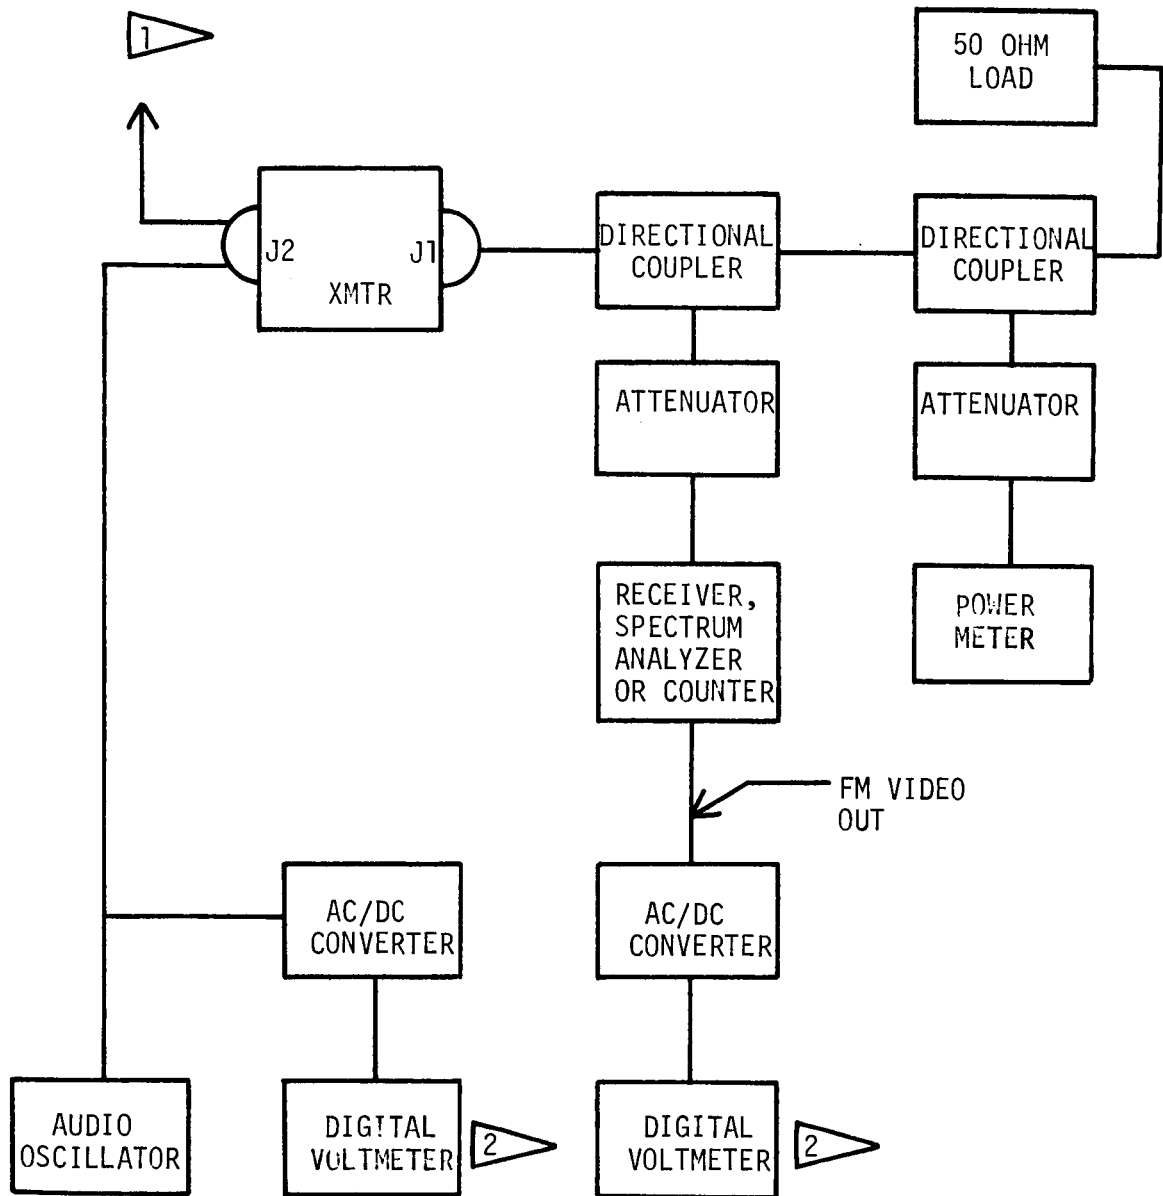 1
50 OHM
LOAD
J2
J1
XMTR
DIRECTIONAL
COUPLER
DIRECTIONAL
COUPLER
ATTENUATOR
ATTENUATOR
RECEIVER,
SPECTRUM
ANALYZER
OR COUNTER
POWER
METER
FM VIDEO
OUT
AC/DC
CONVERTER
AC/DC
CONVERTER
AUDIO
OSCILLATOR
DIGITAL
VOLTMETER
2
DIGITAL
VOLTMETER
2